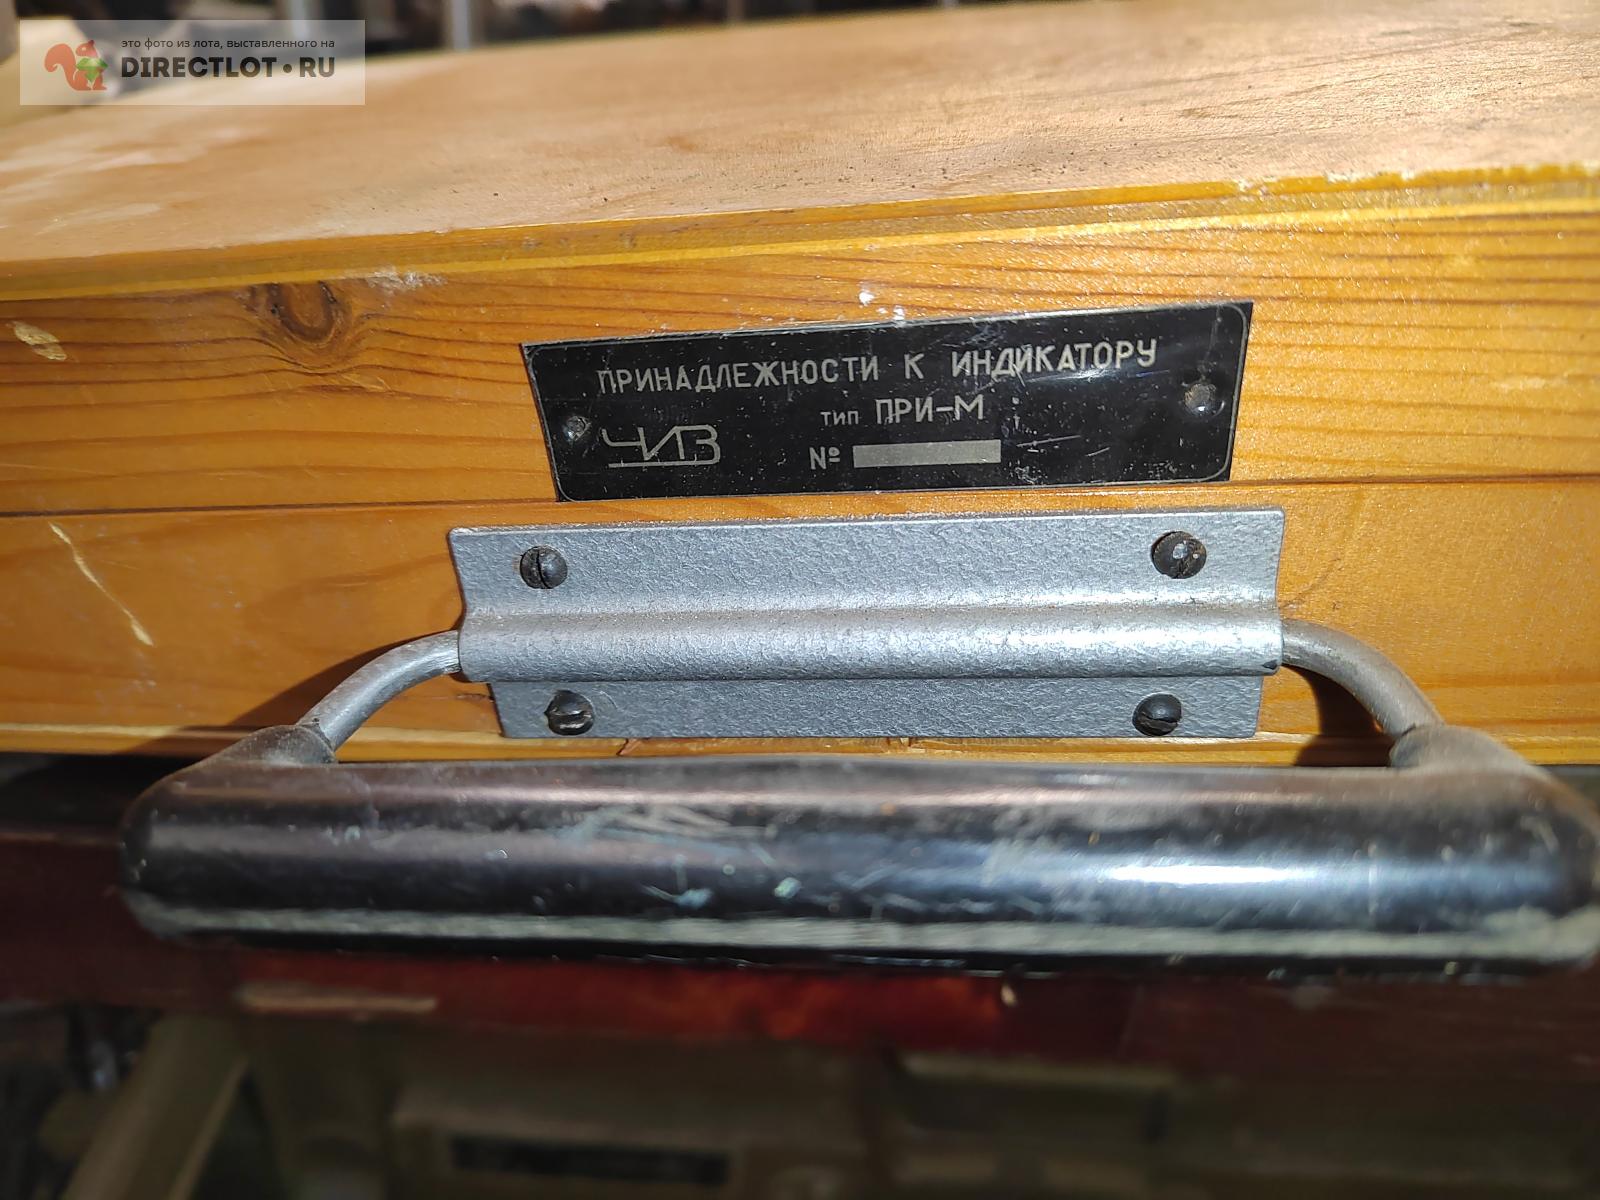 это фото из лота, выставленного на
DIRECTLOT•RU
ПРИНАДЛЕЖНОСТИ К ИНДИКАТОРУ
тип ПРИ-М
ЧИЗ №